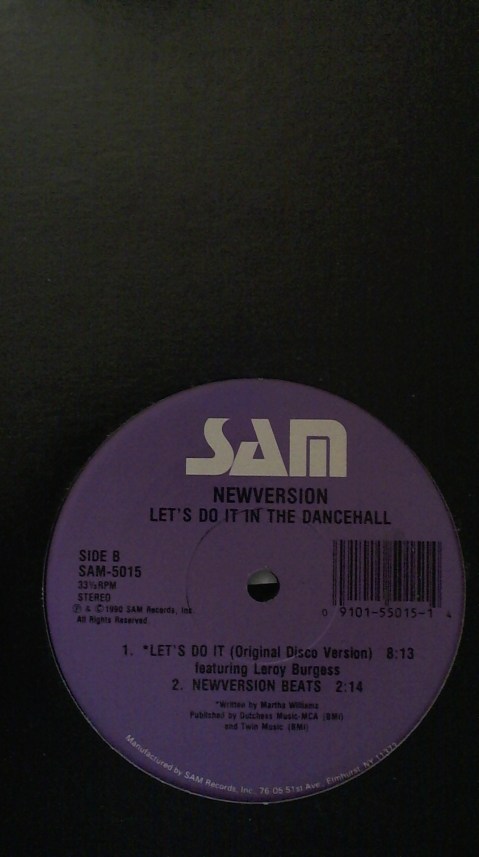 SAM
NEWVERSION
LET'S DO IT IN THE DANCEHALL
SIDE B
SAM-5015
33⅓ RPM
STEREO
℗ & © 1990 SAM Records, Inc.
All Rights Reserved.
0 9101-55015-1 4
1. *LET'S DO IT (Original Disco Version) 8:13
featuring Leroy Burgess
2. NEWVERSION BEATS 2:14
*Written by Martha Williams
Published by Dutchess Music-MCA (BMI)
and Twin Music (BMI)
Manufactured by SAM Records, Inc. 76 05 51st Ave., Elmhurst, NY 11373